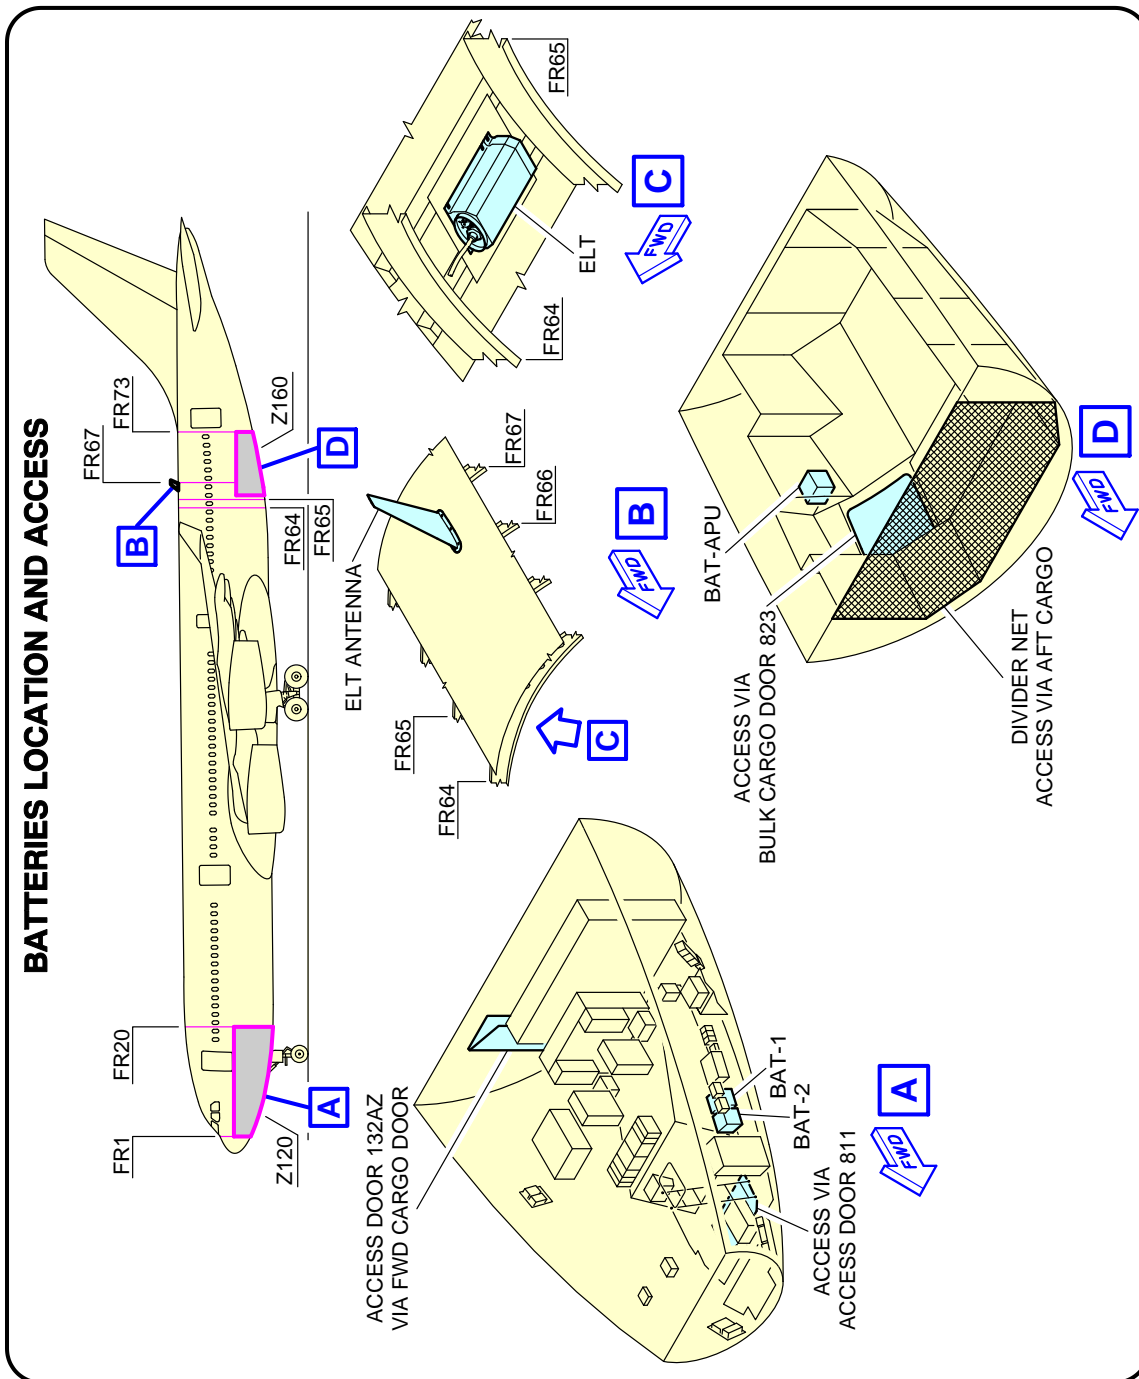 BATTERIES LOCATION AND ACCESS
FR1
FR20
FR67
FR73
B
FR64
FR65
Z120
A
D
Z160
ACCESS DOOR 132AZ
VIA FWD CARGO DOOR
BAT-1
BAT-2
ACCESS VIA
ACCESS DOOR 811
FWD
A
ELT ANTENNA
FR64
FR65
FR66
FR67
C
FWD
B
FR64
FR65
ELT
FWD
C
BAT-APU
ACCESS VIA
BULK CARGO DOOR 823
DIVIDER NET
ACCESS VIA AFT CARGO
FWD
D